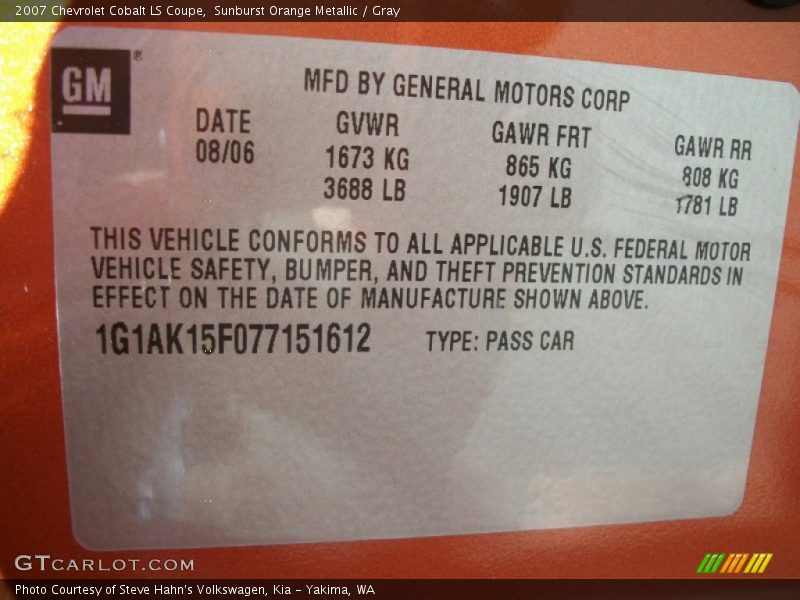 2007 Chevrolet Cobalt LS Coupe,  Sunburst Orange Metallic / Gray
GM®
MFD BY GENERAL MOTORS CORP
DATE GVWR GAWR FRT GAWR RR
08/06 1673 KG 865 KG 808 KG
3688 LB 1907 LB 1781 LB
THIS VEHICLE CONFORMS TO ALL APPLICABLE U.S. FEDERAL MOTOR
VEHICLE SAFETY, BUMPER, AND THEFT PREVENTION STANDARDS IN
EFFECT ON THE DATE OF MANUFACTURE SHOWN ABOVE.
1G1AK15F077151612 TYPE: PASS CAR
GTCARLOT.COM
Photo Courtesy of Steve Hahn's Volkswagen, Kia - Yakima, WA